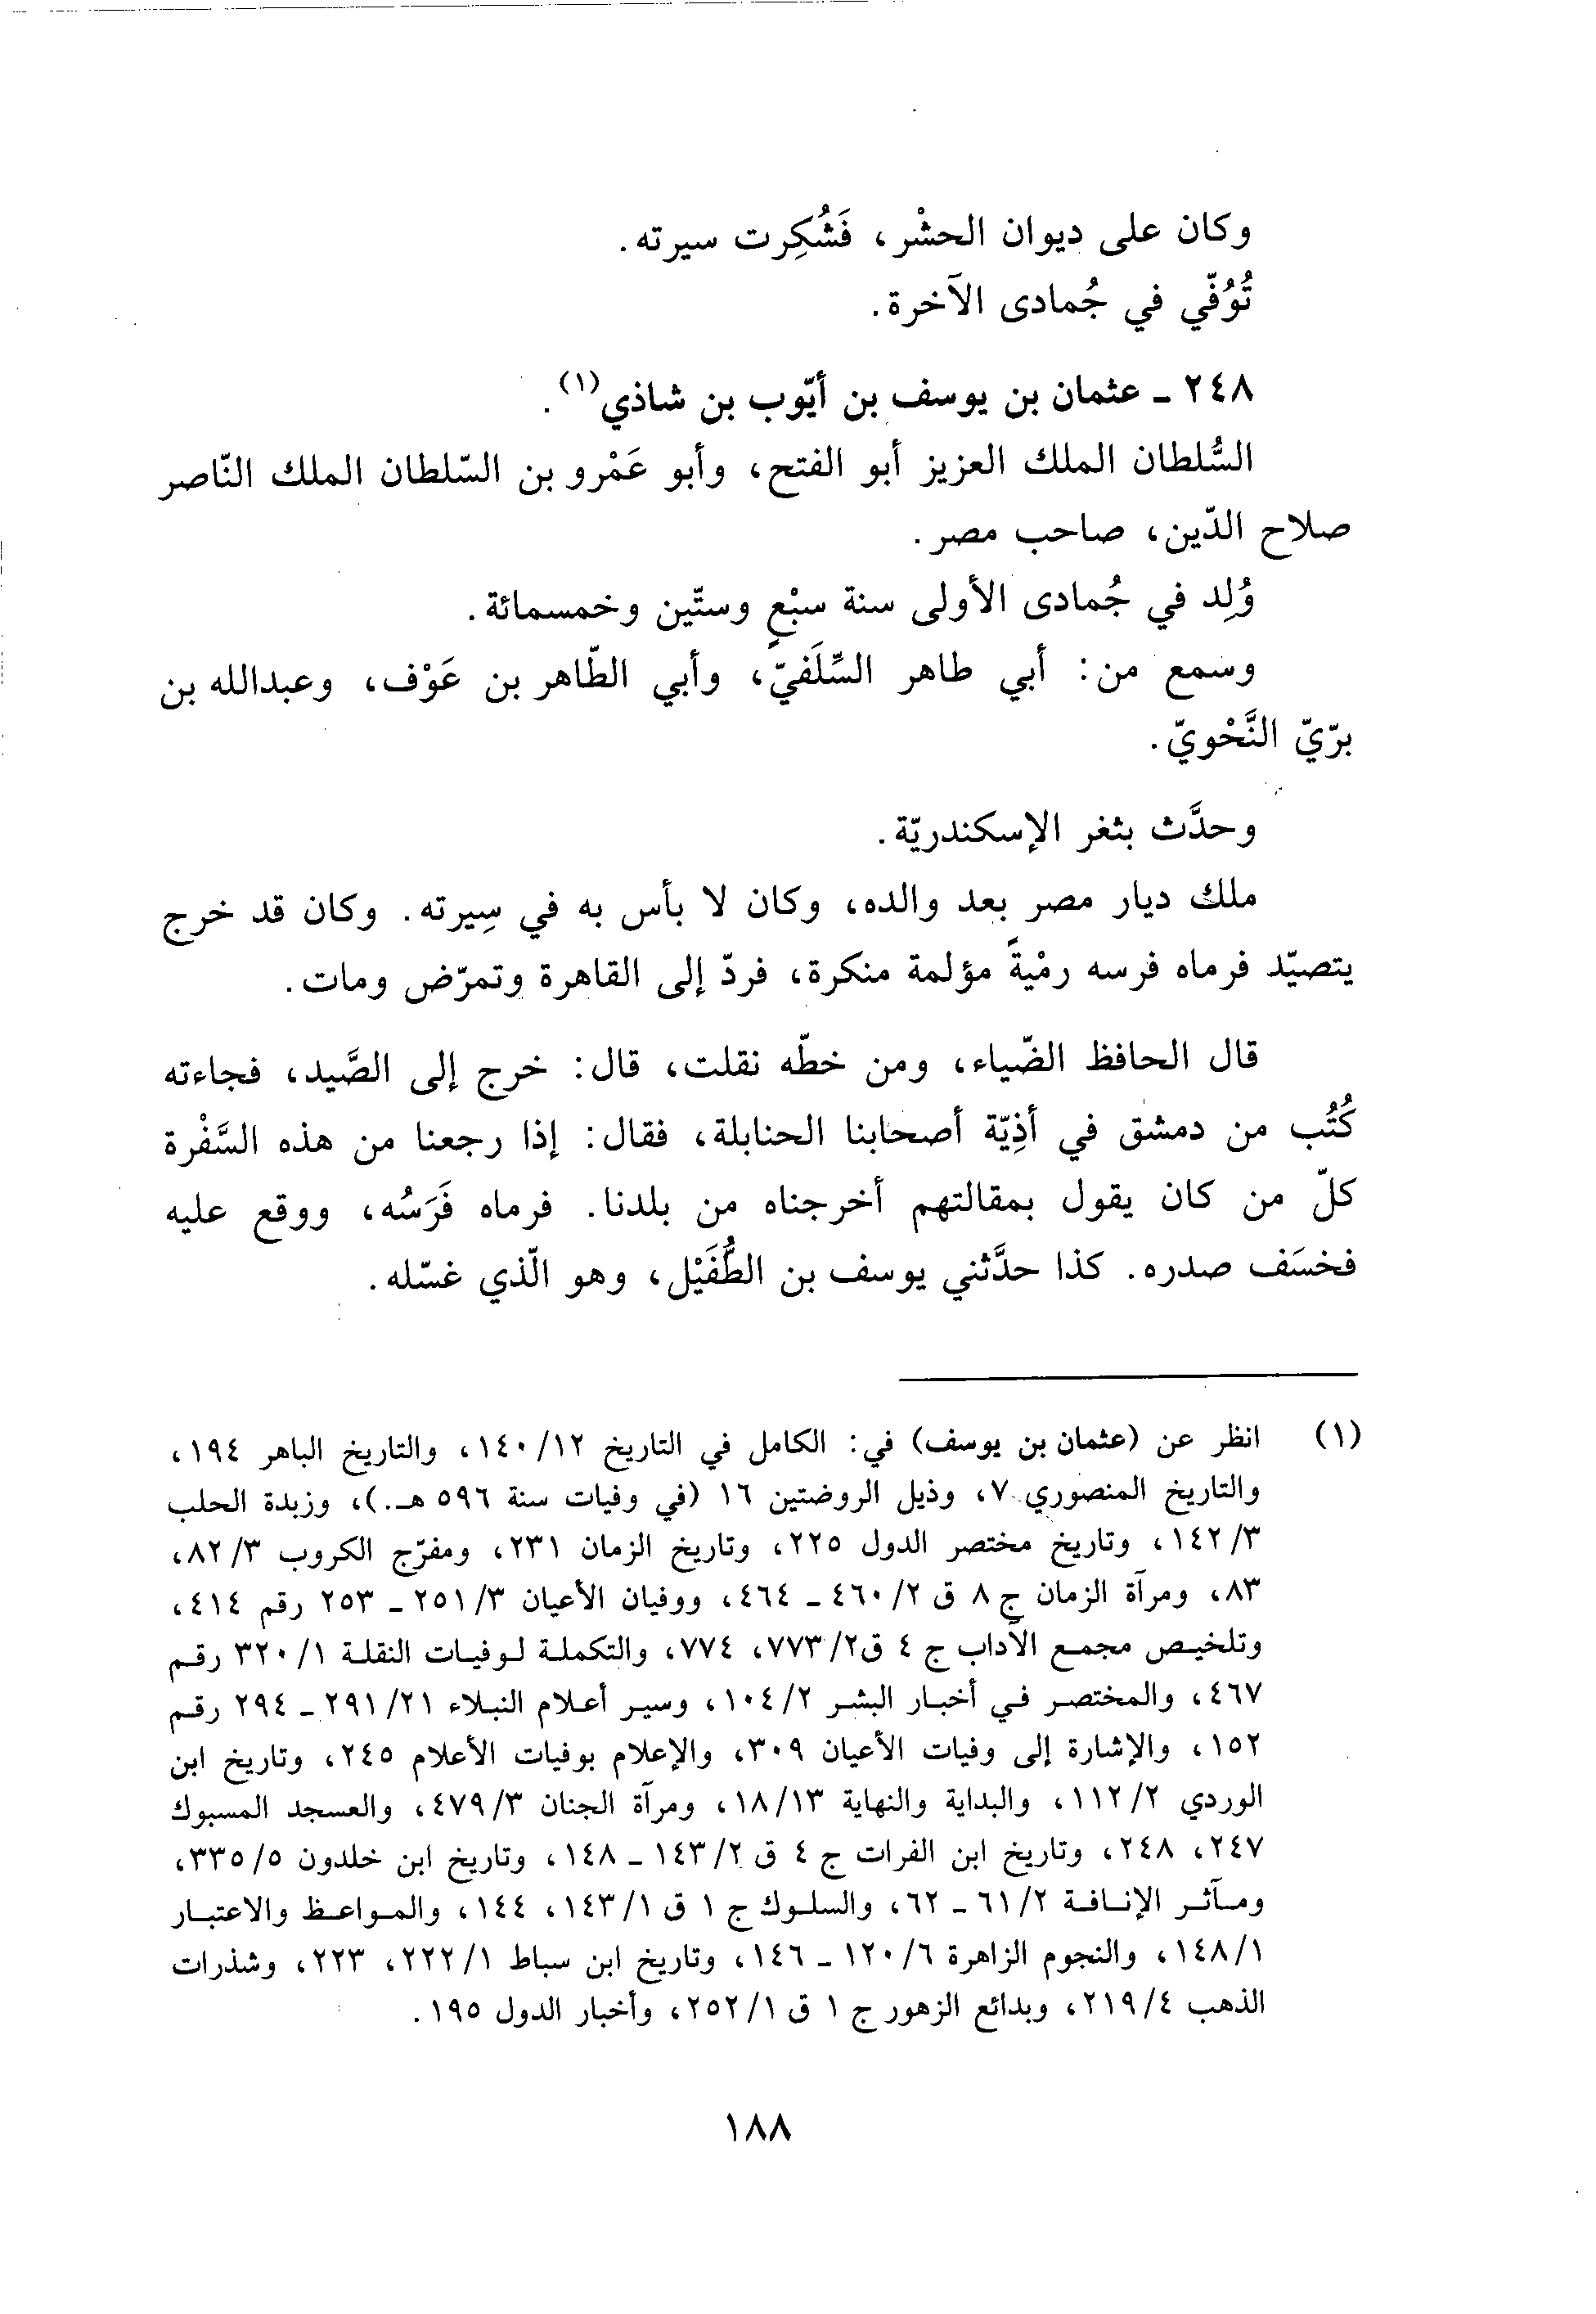 وكان على ديوان الحشْر، فَشُكِرت سيرته.
تُوُفّي في جُمادى الآخرة.
٢٤٨ ـ عثمان بن يوسف بن أيّوب بن شاذي(١).
السُّلطان الملك العزيز أبو الفتح، وأبو عَمْرو بن السّلطان الملك النّاصر
صلاح الدّين، صاحب مصر.
وُلِد في جُمادى الأولى سنة سبْعٍ وستّين وخمسمائة.
وسمع من: أبي طاهر السِّلَفيّ، وأبي الطّاهر بن عَوْف، وعبدالله بن
برّيّ النَّحْويّ.
وحدَّث بثغر الإسكندريّة.
ملك ديار مصر بعد والده، وكان لا بأس به في سِيرته. وكان قد خرج
يتصيّد فرماه فرسه رمْيةً مؤلمة منكرة، فردّ إلى القاهرة وتمرّض ومات.
قال الحافظ الضّياء، ومن خطّه نقلت، قال: خرج إلى الصَّيد، فجاءته
كُتُب من دمشق في أذِيّة أصحابنا الحنابلة، فقال: إذا رجعنا من هذه السَّفْرة
كلّ من كان يقول بمقالتهم أخرجناه من بلدنا. فرماه فَرَسُه، ووقع عليه
فخسَف صدره. كذا حدَّثني يوسف بن الطُّفَيْل، وهو الّذي غسّله.
(١) انظر عن (عثمان بن يوسف) في: الكامل في التاريخ ١٢/ ١٤٠، والتاريخ الباهر ١٩٤،
والتاريخ المنصوري ٧، وذيل الروضتين ١٦ (في وفيات سنة ٥٩٦ هـ.)، وزبدة الحلب
٣/ ١٤٢، وتاريخ مختصر الدول ٢٢٥، وتاريخ الزمان ٢٣١، ومفرّج الكروب ٣/ ٨٢،
٨٣، ومرآة الزمان ج ٨ ق ٢/ ٤٦٠ ـ ٤٦٤، ووفيان الأعيان ٣/ ٢٥١ ـ ٢٥٣ رقم ٤١٤،
وتلخيص مجمع الآداب ج ٤ ق٢/ ٧٧٣، ٧٧٤، والتكملة لوفيات النقلة ١/ ٣٢٠ رقم
٤٦٧، والمختصر في أخبار البشر ٢/ ١٠٤، وسير أعلام النبلاء ٢١/ ٢٩١ ـ ٢٩٤ رقم
١٥٢، والإشارة إلى وفيات الأعيان ٣٠٩، والإعلام بوفيات الأعلام ٢٤٥، وتاريخ ابن
الوردي ٢/ ١١٢، والبداية والنهاية ١٣/ ١٨، ومرآة الجنان ٣/ ٤٧٩، والعسجد المسبوك
٢٤٧، ٢٤٨، وتاريخ ابن الفرات ج ٤ ق ٢/ ١٤٣ ـ ١٤٨، وتاريخ ابن خلدون ٥/ ٣٣٥،
ومآثر الإنافة ٢/ ٦١ ـ ٦٢، والسلوك ج ١ ق ١/ ١٤٣، ١٤٤، والمواعظ والاعتبار
١/ ١٤٨، والنجوم الزاهرة ٦/ ١٢٠ ـ ١٤٦، وتاريخ ابن سباط ١/ ٢٢٢، ٢٢٣، وشذرات
الذهب ٤/ ٢١٩، وبدائع الزهور ج ١ ق ١/ ٢٥٢، وأخبار الدول ١٩٥.
١٨٨